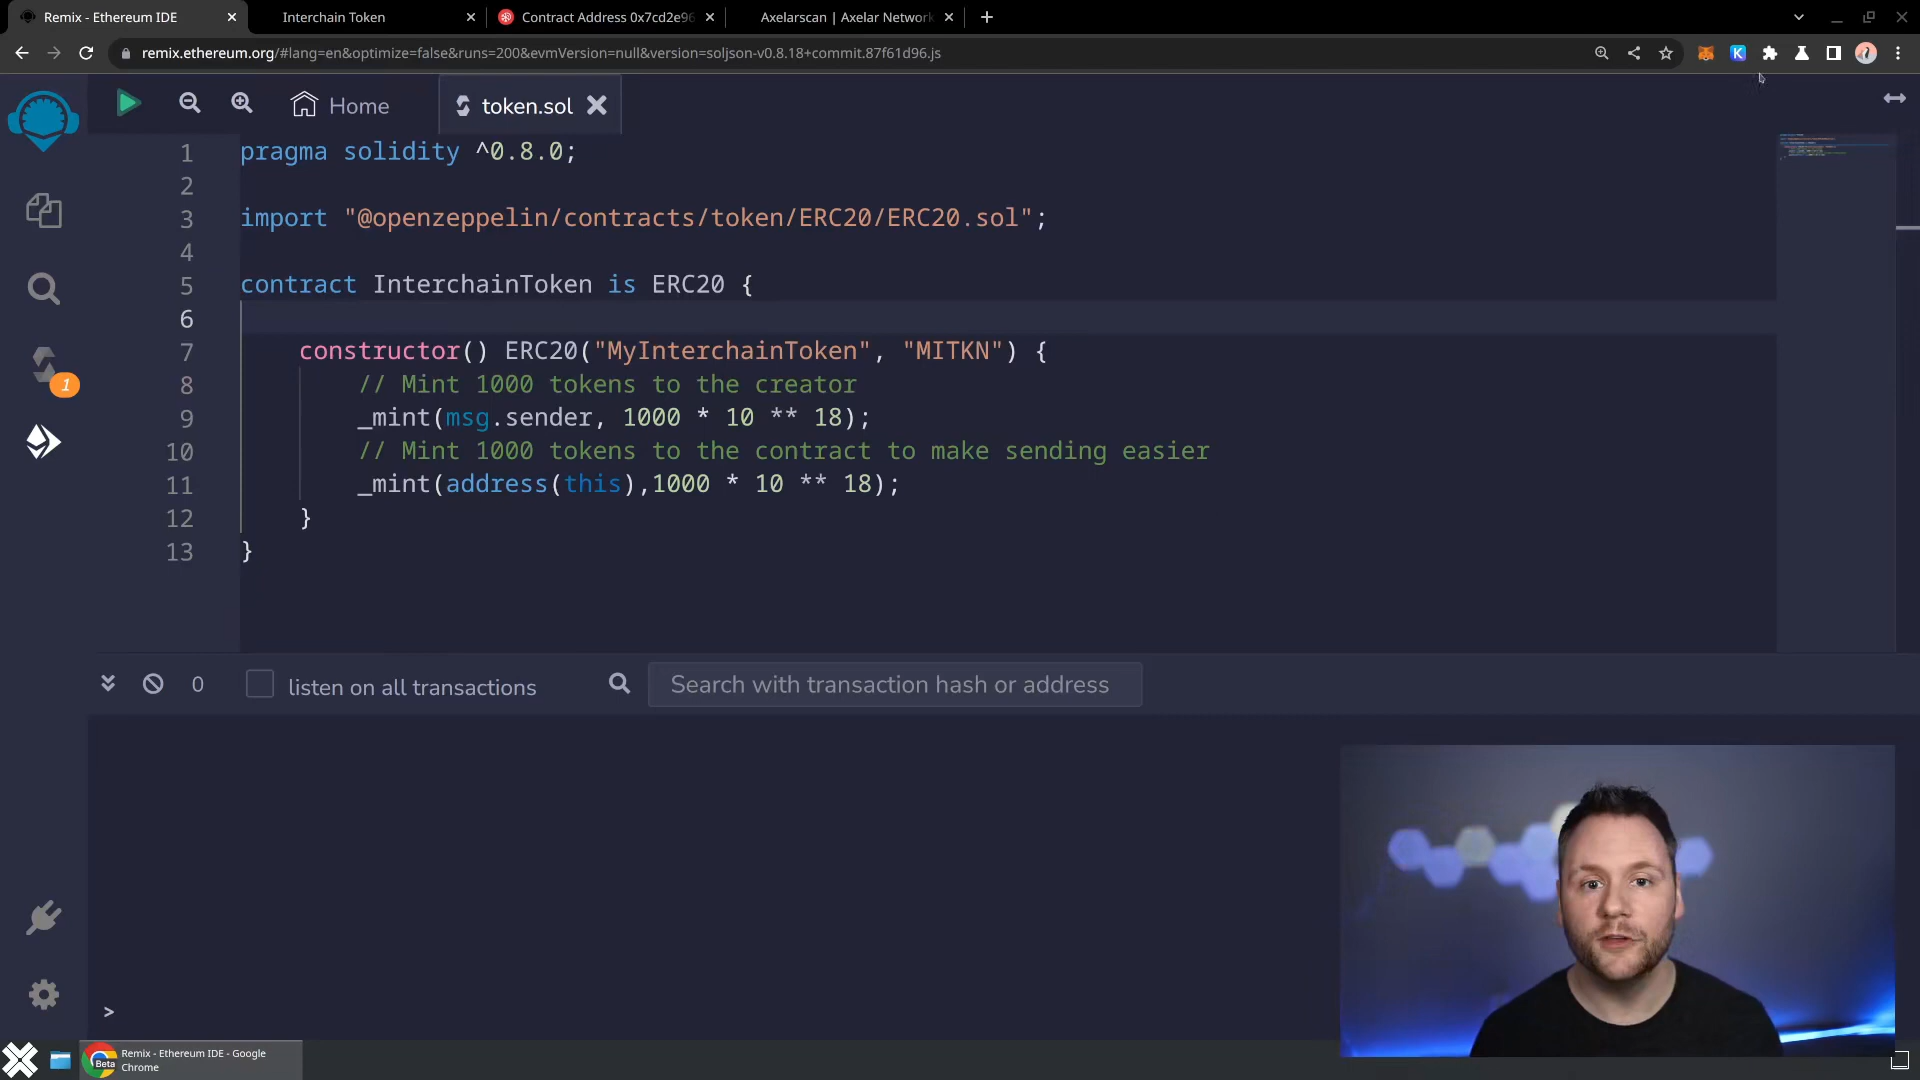 Remix - Ethereum IDE
Interchain Token
Contract Address 0x7cd2e96
Axelarscan | Axelar Network
remix.ethereum.org/#lang=en&optimize=false&runs=200&evmVersion=null&version=soljson-v0.8.18+commit.87f61d96.js
Home
token.sol
1 pragma solidity ^0.8.0;
2
3 import "@openzeppelin/contracts/token/ERC20/ERC20.sol";
4
5 contract InterchainToken is ERC20 {
6
7 constructor() ERC20("MyInterchainToken", "MITKN") {
8 // Mint 1000 tokens to the creator
9 _mint(msg.sender, 1000 * 10 ** 18);
10 // Mint 1000 tokens to the contract to make sending easier
11 _mint(address(this),1000 * 10 ** 18);
12 }
13 }
1
0
listen on all transactions
Search with transaction hash or address
>
Beta
Remix - Ethereum IDE - Google
Chrome